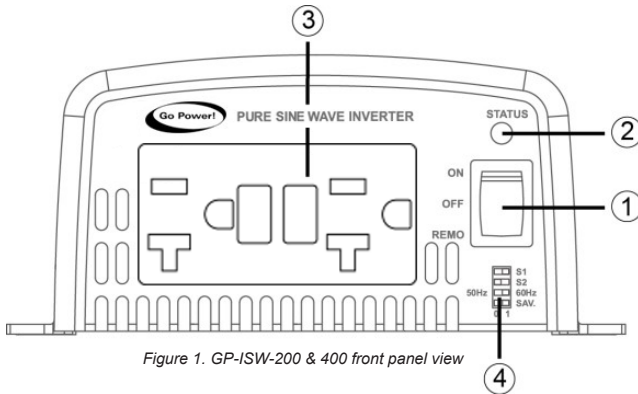 3
Go Power!
PURE SINE WAVE INVERTER
STATUS
2
ON
OFF
REMO
1
S1
S2
50Hz
60Hz
SAV.
0 1
Figure 1. GP-ISW-200 & 400 front panel view
4